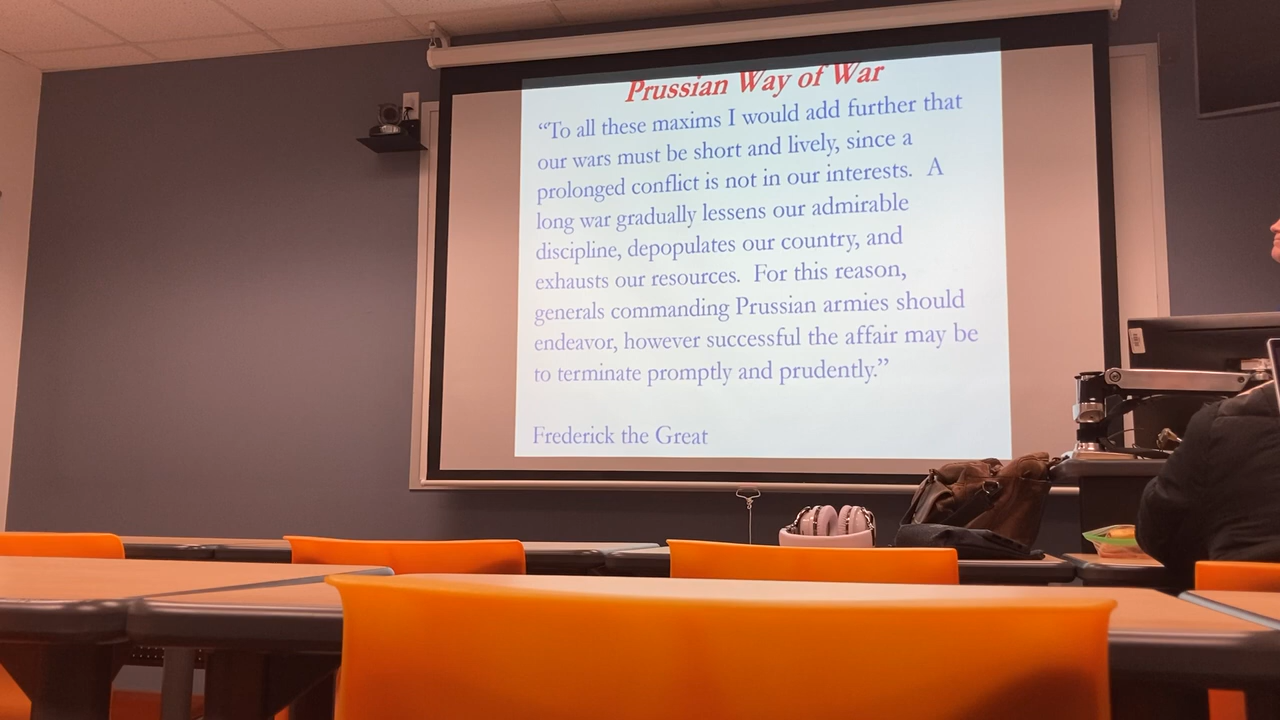 Prussian Way of War
“To all these maxims I would add further that
our wars must be short and lively, since a
prolonged conflict is not in our interests.  A
long war gradually lessens our admirable
discipline, depopulates our country, and
exhausts our resources.  For this reason,
generals commanding Prussian armies should
endeavor, however successful the affair may be
to terminate promptly and prudently.”
Frederick the Great